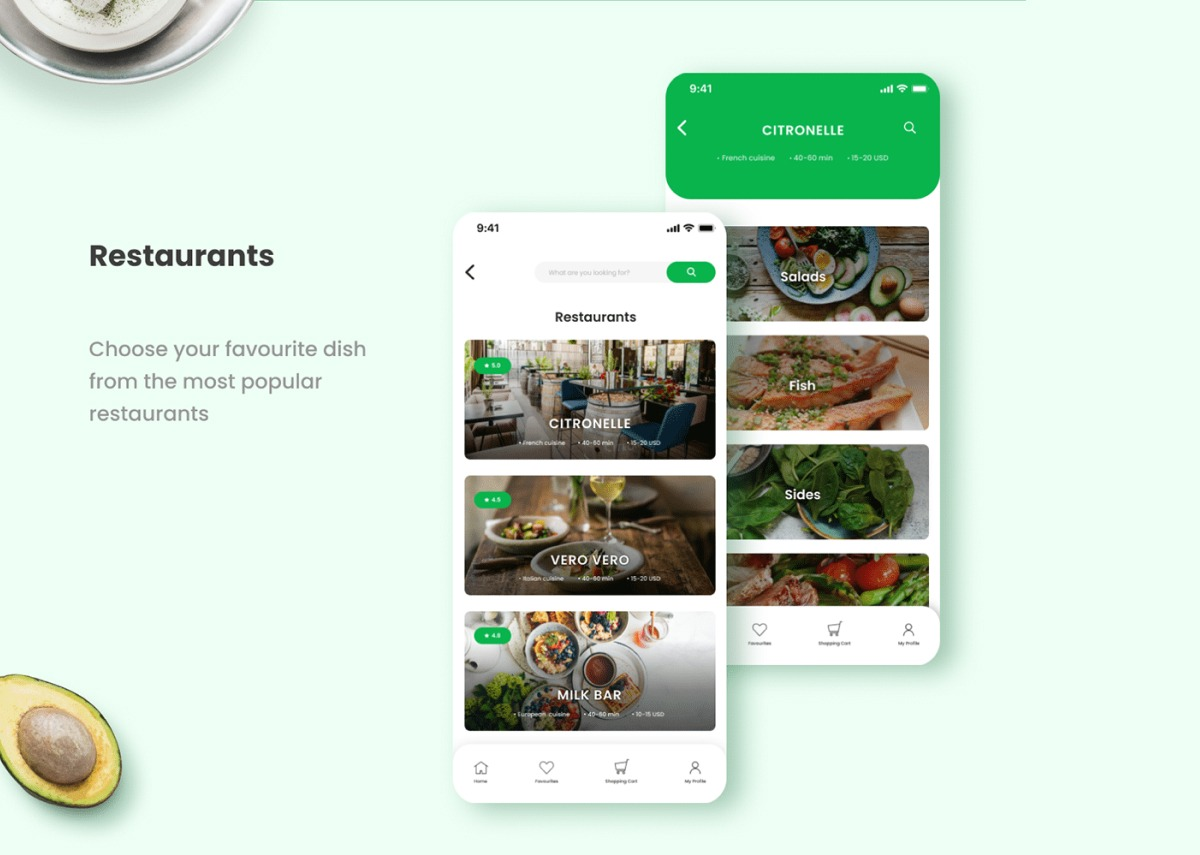 Restaurants
Choose your favourite dish
from the most popular
restaurants
9:41
What are you looking for?
Restaurants
5.0
CITRONELLE
• French cuisine • 40-60 min • 15-20 USD
4.5
VERO VERO
• Italian cuisine • 40-60 min • 15-20 USD
4.8
MILK BAR
• European cuisine • 40-60 min • 10-15 USD
Home Favourites Shopping Cart My Profile
9:41
CITRONELLE
• French cuisine • 40-60 min • 15-20 USD
Salads
Fish
Sides
Favourites Shopping Cart My Profile